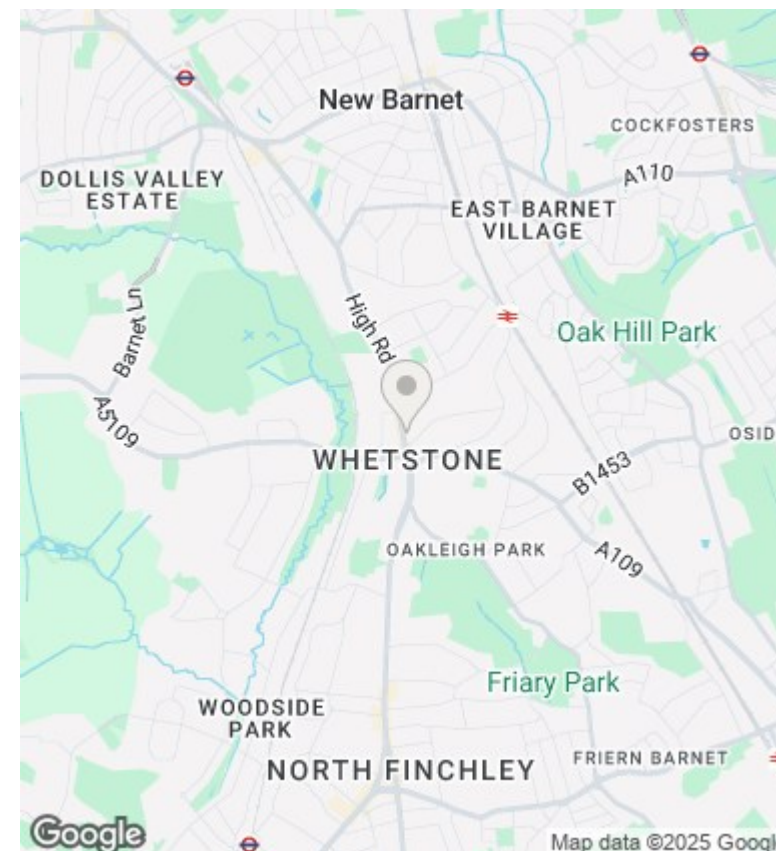 New Barnet
COCKFOSTERS
DOLLIS VALLEY
ESTATE
A110
EAST BARNET
VILLAGE
Barnet Ln
High Rd
Oak Hill Park
A5109
OSID
WHETSTONE
B1453
OAKLEIGH PARK
A109
Friary Park
WOODSIDE
PARK
NORTH FINCHLEY
FRIERN BARNET
Google
Map data ©2025 Googl